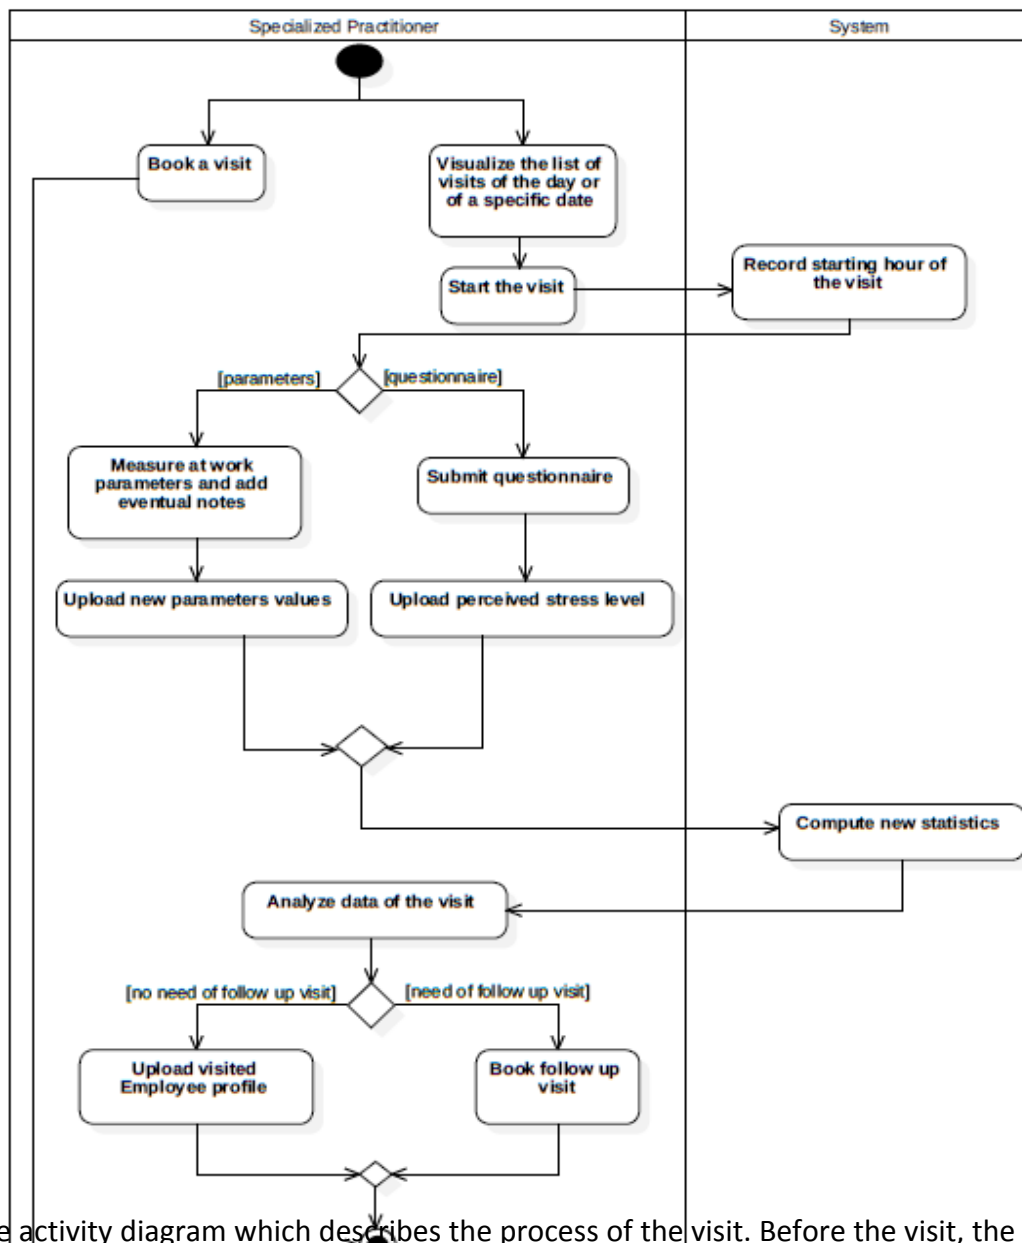 Specialized Practitioner
System
Book a visit
Visualize the list of
visits of the day or
of a specific date
Start the visit
Record starting hour of
the visit
[parameters]
[questionnaire]
Measure at work
parameters and add
eventual notes
Submit questionnaire
Upload new parameters values
Upload perceived stress level
Compute new statistics
Analyze data of the visit
[no need of follow up visit]
[need of follow up visit]
Upload visited
Employee profile
Book follow up
visit
activity diagram which describes the process of the visit. Before the visit, the